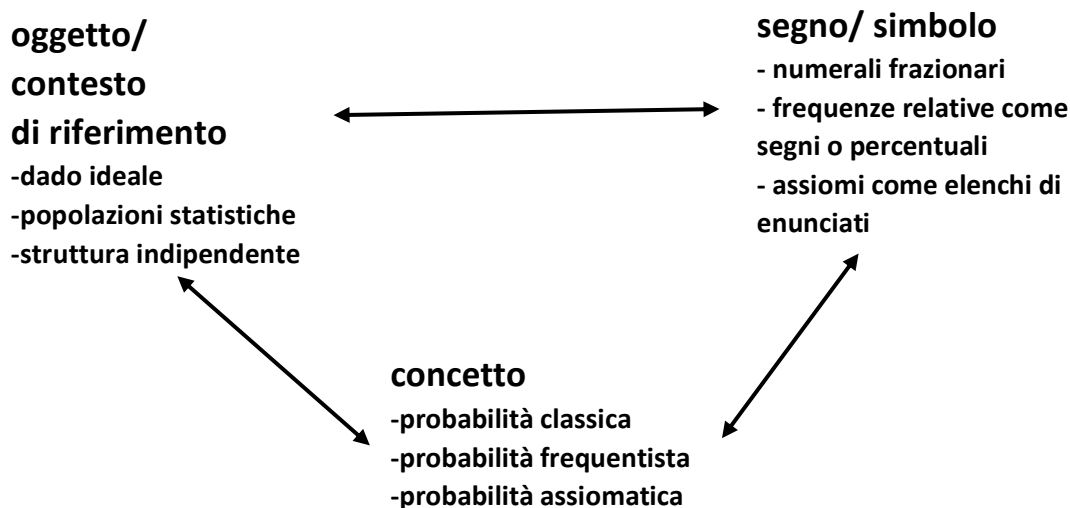 oggetto/
contesto
di riferimento
-dado ideale
-popolazioni statistiche
-struttura indipendente
segno/ simbolo
- numerali frazionari
- frequenze relative come
segni o percentuali
- assiomi come elenchi di
enunciati
concetto
-probabilità classica
-probabilità frequentista
-probabilità assiomatica